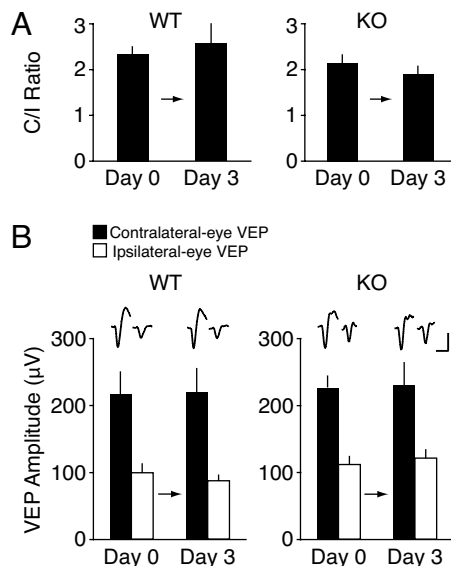 A
WT
KO
C/I Ratio
3
2
1
0
3
2
1
0
Day 0
Day 3
Day 0
Day 3
B
Contralateral-eye VEP
Ipsilateral-eye VEP
WT
KO
VEP Amplitude (µV)
300
200
100
0
300
200
100
0
Day 0
Day 3
Day 0
Day 3